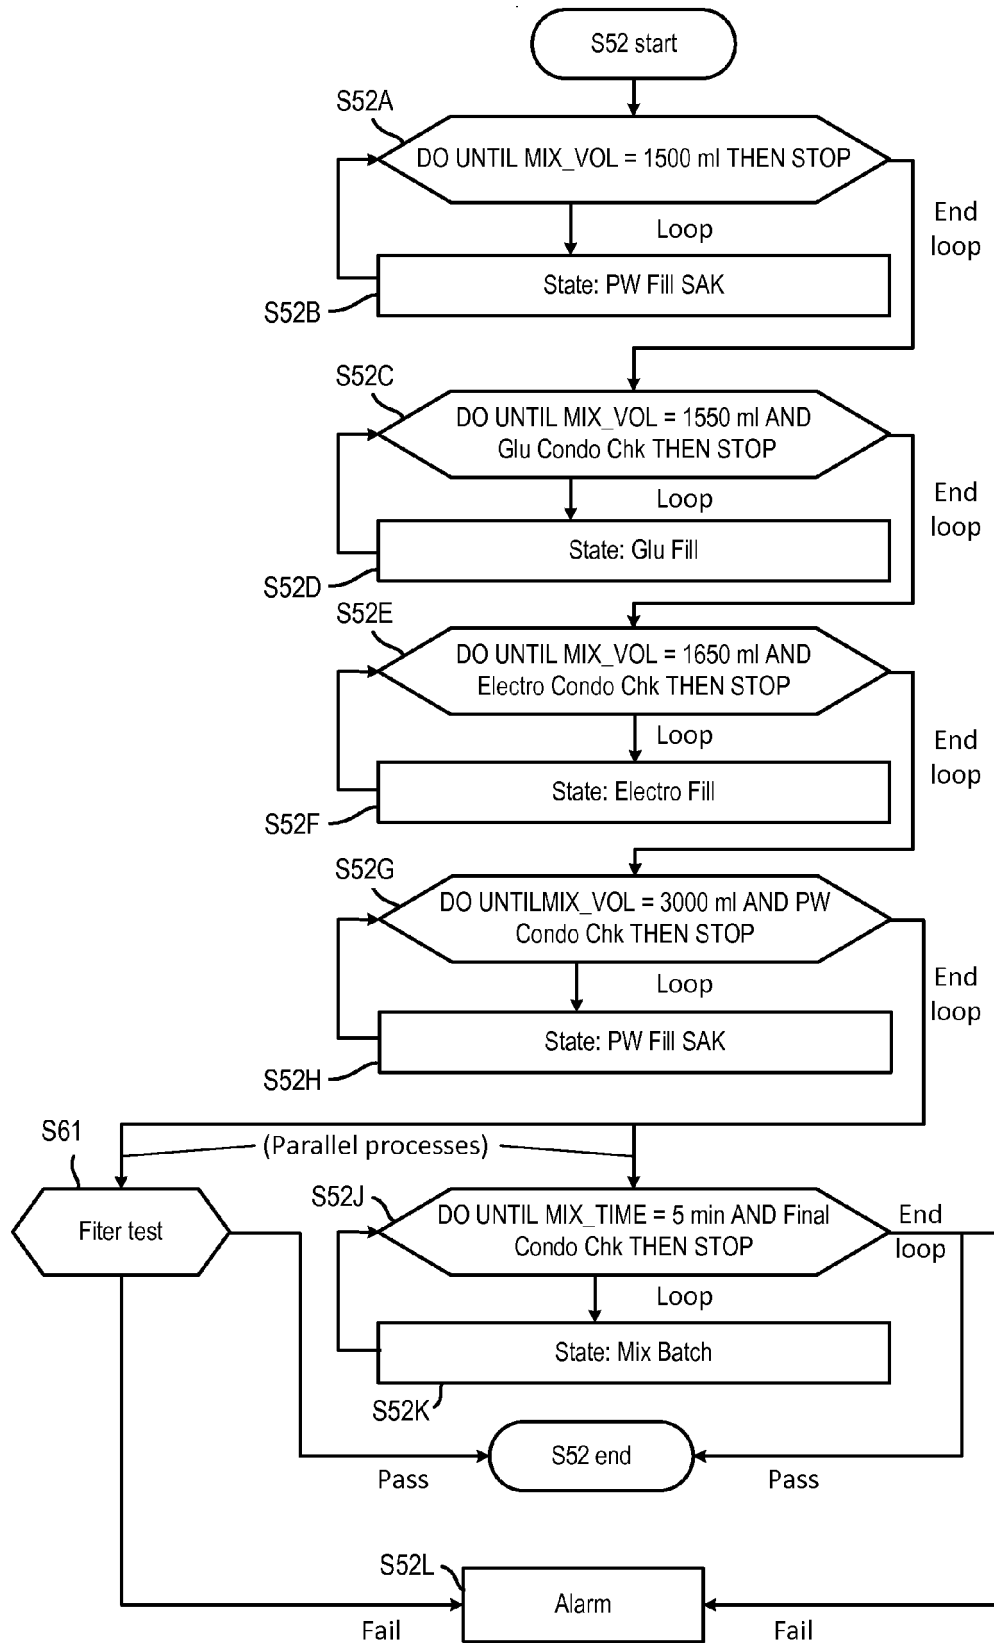 S52 start
S52A
DO UNTIL MIX_VOL = 1500 ml THEN STOP
Loop
End
loop
State: PW Fill SAK
S52B
S52C
DO UNTIL MIX_VOL = 1550 ml AND
Glu Condo Chk THEN STOP
Loop
End
loop
State: Glu Fill
S52D
S52E
DO UNTIL MIX_VOL = 1650 ml AND
Electro Condo Chk THEN STOP
Loop
End
loop
State: Electro Fill
S52F
S52G
DO UNTILMIX_VOL = 3000 ml AND PW
Condo Chk THEN STOP
Loop
End
loop
State: PW Fill SAK
S52H
S61
(Parallel processes)
Fiter test
S52J
DO UNTIL MIX_TIME = 5 min AND Final
Condo Chk THEN STOP
End
loop
Loop
State: Mix Batch
S52K
S52 end
Pass
Pass
S52L
Alarm
Fail
Fail